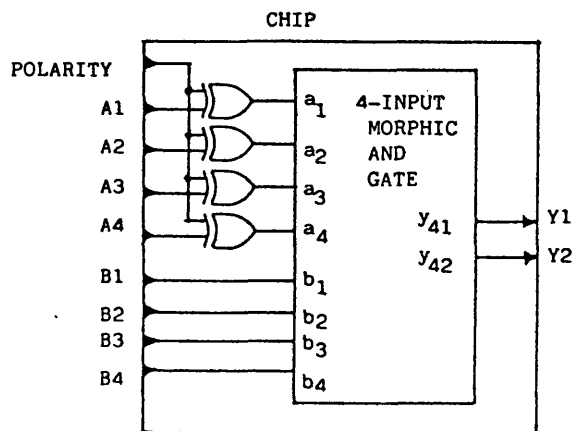 CHIP
POLARITY
A1
A2
A3
A4
B1
B2
B3
B4
a1
a2
a3
a4
b1
b2
b3
b4
4-INPUT
MORPHIC
AND
GATE
y41
y42
Y1
Y2